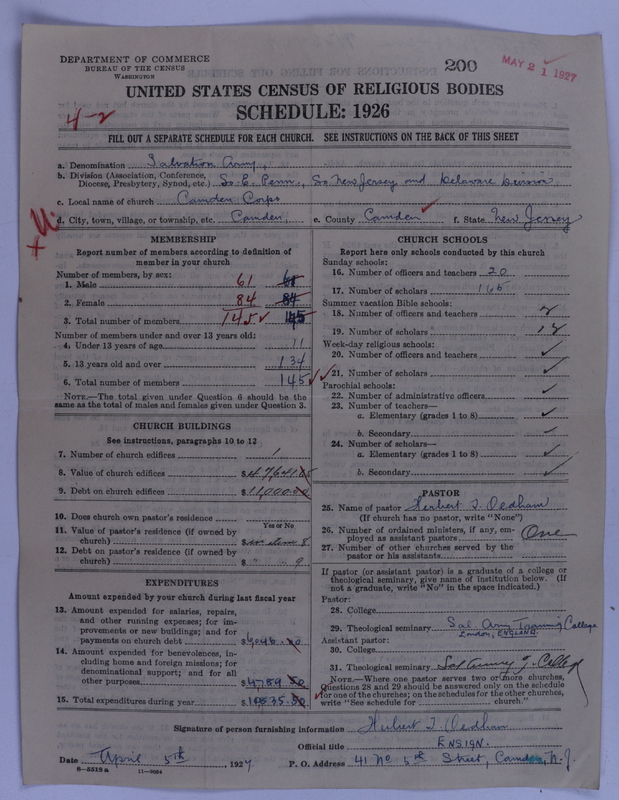 DEPARTMENT OF COMMERCE
BUREAU OF THE CENSUS
WASHINGTON
200
MAY 21 1927
UNITED STATES CENSUS OF RELIGIOUS BODIES
SCHEDULE: 1926
4-2
FILL OUT A SEPARATE SCHEDULE FOR EACH CHURCH. SEE INSTRUCTIONS ON THE BACK OF THIS SHEET
a. Denomination Salvation Army,
b. Division (Association, Conference,
Diocese, Presbytery, Synod, etc.) So E. Penn., So New Jersey and Delaware Division
c. Local name of church Camden Corps
d. City, town, village, or township, etc. Camden, e. County Camden f. State New Jersey
MEMBERSHIP
Report number of members according to definition of
member in your church
Number of members, by sex:
1. Male 61 61
2. Female 84 84
3. Total number of members 145 145
Number of members under and over 13 years old:
4. Under 13 years of age 11
5. 13 years old and over 134
6. Total number of members 145
NOTE.—The total given under Question 6 should be the
same as the total of males and females given under Question 3.
CHURCH BUILDINGS
See instructions, paragraphs 10 to 12
7. Number of church edifices 1
8. Value of church edifices $
9. Debt on church edifices $11,000.00
10. Does church own pastor's residence
Yes or No
11. Value of pastor's residence (if owned by
church) $ 8
12. Debt on pastor's residence (if owned by
church) $ " " 9
EXPENDITURES
Amount expended by your church during last fiscal year
13. Amount expended for salaries, repairs,
and other running expenses; for im-
provements or new buildings; and for
payments on church debt $
14. Amount expended for benevolences, in-
cluding home and foreign missions; for
denominational support; and for all
other purposes $
15. Total expenditures during year $
CHURCH SCHOOLS
Report here only schools conducted by this church
Sunday schools:
16. Number of officers and teachers 20
17. Number of scholars 165
Summer vacation Bible schools:
18. Number of officers and teachers 2
19. Number of scholars
Week-day religious schools:
20. Number of officers and teachers
21. Number of scholars
Parochial schools:
22. Number of administrative officers
23. Number of teachers—
a. Elementary (grades 1 to 8)
b. Secondary
24. Number of scholars—
a. Elementary (grades 1 to 8)
b. Secondary
PASTOR
25. Name of pastor Herbert I. Oldham
(If church has no pastor, write "None")
26. Number of ordained ministers, if any, em-
ployed as assistant pastors One
27. Number of other churches served by the
pastor or his assistants
If pastor (or assistant pastor) is a graduate of a college or
theological seminary, give name of institution below. (If
not a graduate, write "No" in the space indicated.)
Pastor:
28. College
29. Theological seminary Sal. Army Training College
London, ENGLAND.
Assistant pastor:
30. College
31. Theological seminary Sal Army T. College
NOTE.—Where one pastor serves two or more churches,
Questions 28 and 29 should be answered only on the schedule
for one of the churches; on the schedules for the other churches,
write "See schedule for church."
Signature of person furnishing information Herbert I. Oldham
Official title ENSIGN.
Date April 5th, 1927 P. O. Address 41 No 5th Street, Camden, N. J.
8-5519a 11-9064